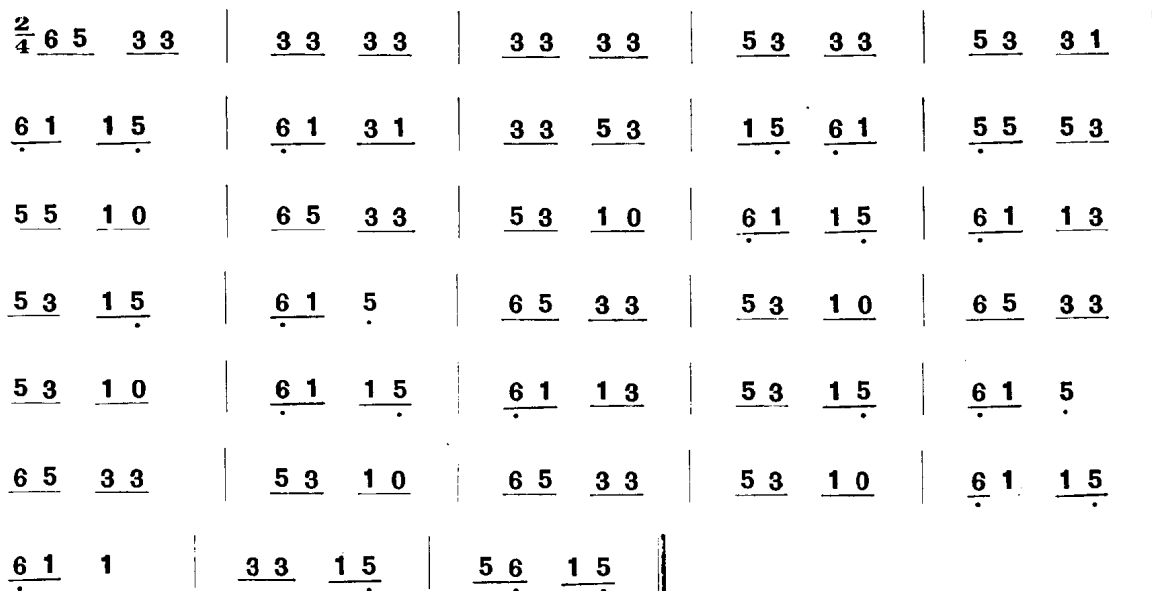 2/4 6 5 3 3 | 3 3 3 3 | 3 3 3 3 | 5 3 3 3 | 5 3 3 1
6̣ 1 1 5̣ | 6̣ 1 3 1 | 3 3 5 3 | 1 5̣ 6̣ 1 | 5̣ 5 5 3
5 5 1 0 | 6 5 3 3 | 5 3 1 0 | 6̣ 1 1 5̣ | 6̣ 1 1 3
5 3 1 5̣ | 6̣ 1 5̣ | 6 5 3 3 | 5 3 1 0 | 6 5 3 3
5 3 1 0 | 6̣ 1 1 5̣ | 6̣ 1 1 3 | 5 3 1 5̣ | 6̣ 1 5̣
6 5 3 3 | 5 3 1 0 | 6 5 3 3 | 5 3 1 0 | 6̣ 1 1 5̣
6̣ 1 1 | 3 3 1 5̣ | 5 6̣ 1 5̣ ‖